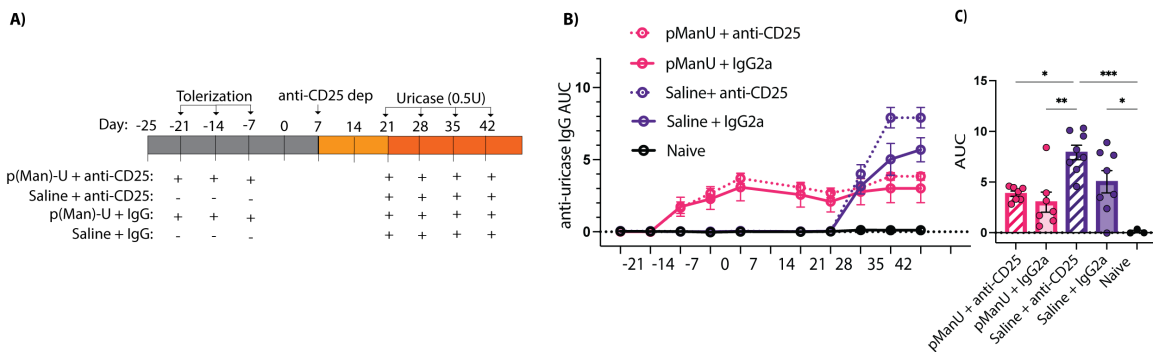 A)
Tolerization
anti-CD25 dep
Uricase (0.5U)
Day: -25 -21 -14 -7 0 7 14 21 28 35 42
p(Man)-U + anti-CD25: + + + + + + +
Saline + anti-CD25: - - - + + + +
p(Man)-U + IgG: + + + + + + +
Saline + IgG: - - - + + + +
B)
pManU + anti-CD25
pManU + IgG2a
Saline+ anti-CD25
Saline + IgG2a
Naive
anti-uricase IgG AUC
10
5
0
-21 -14 -7 0 7 14 21 28 35 42
C)
* ***
** *
AUC
15
10
5
0
pManU + anti-CD25
pManU + IgG2a
Saline + anti-CD25
Saline + IgG2a
Naive